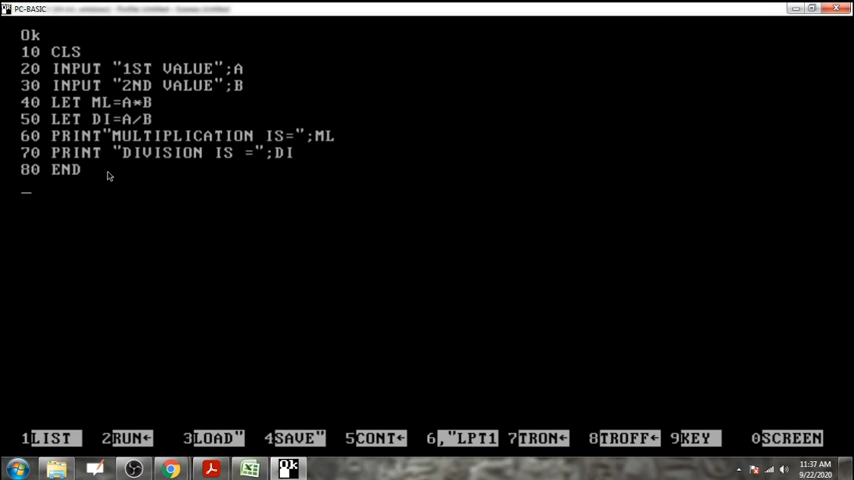 PC-BASIC
Ok
10 CLS
20 INPUT "1ST VALUE";A
30 INPUT "2ND VALUE";B
40 LET ML=A*B
50 LET DI=A/B
60 PRINT"MULTIPLICATION IS=";ML
70 PRINT "DIVISION IS =";DI
80 END
1LIST 2RUN← 3LOAD" 4SAVE" 5CONT← 6,"LPT1 7TRON← 8TROFF← 9KEY 0SCREEN
Ok
11:37 AM
9/22/2020